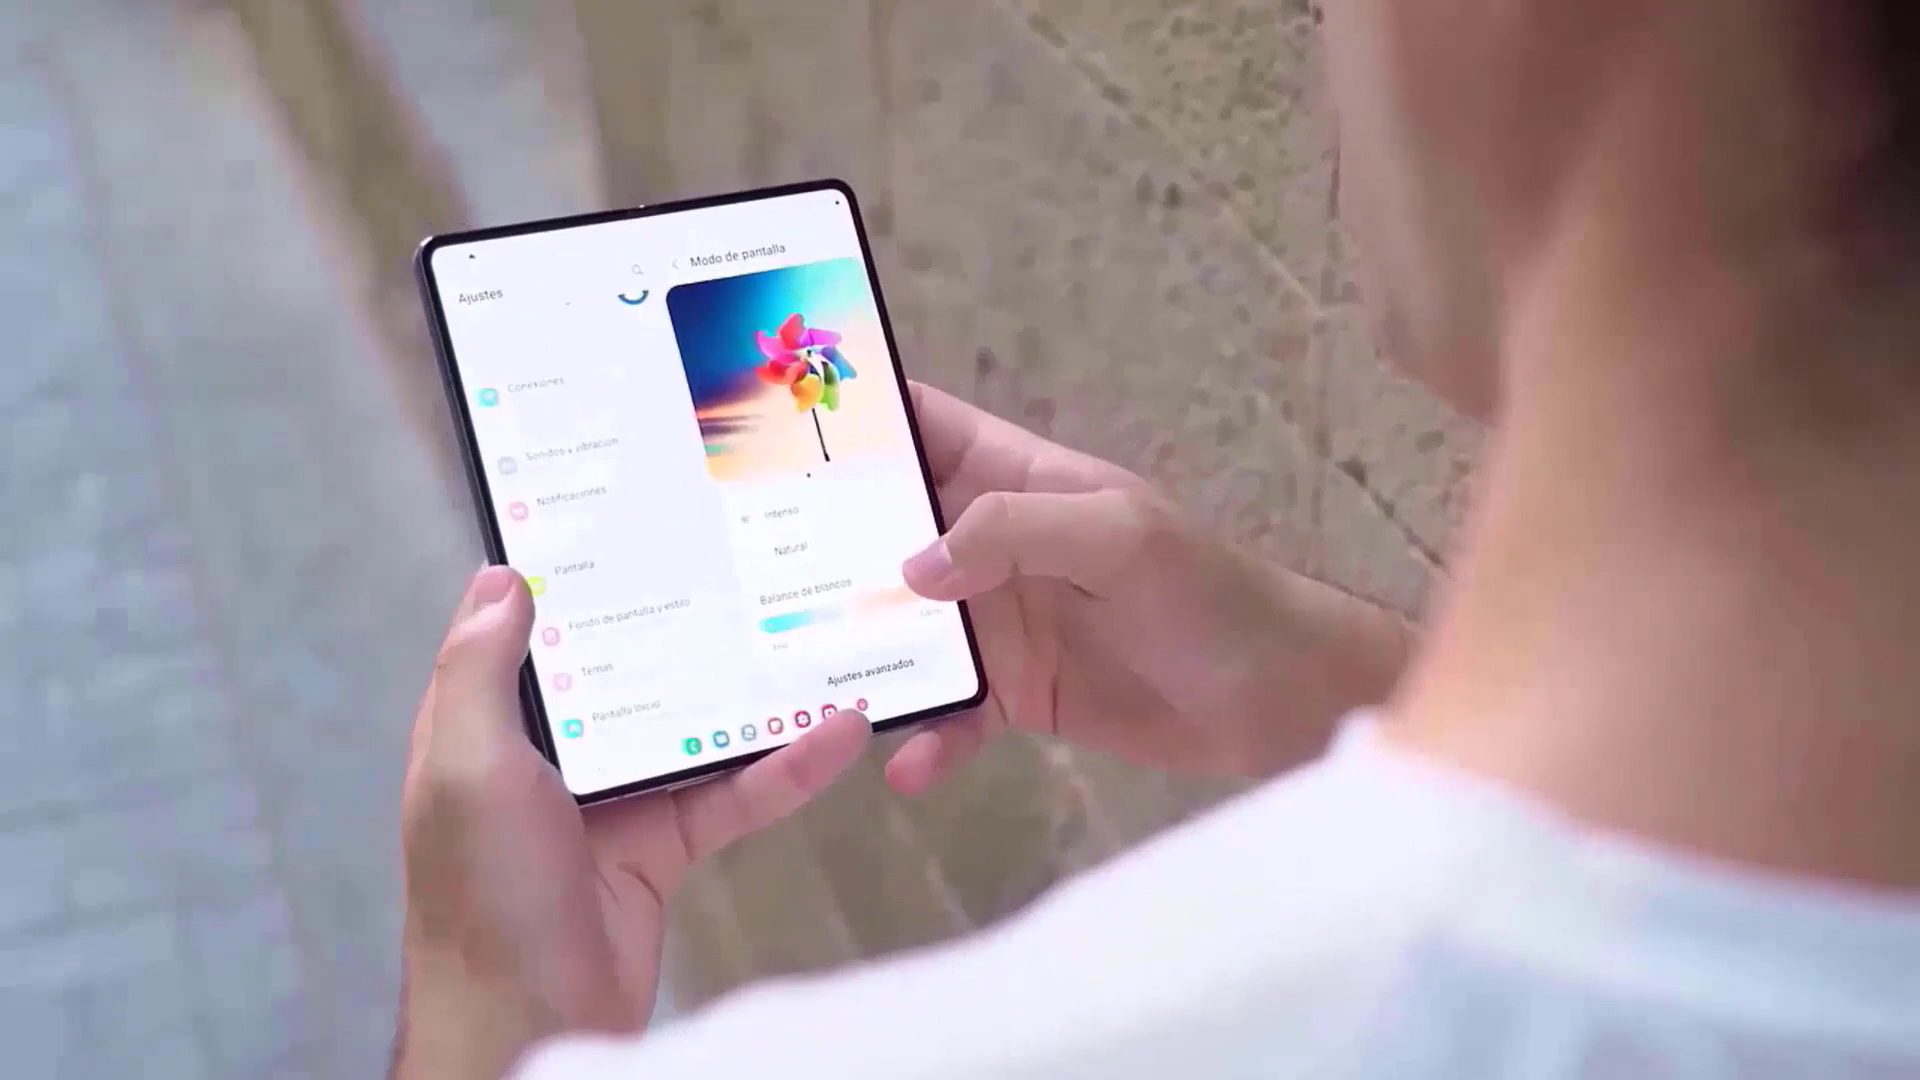 Ajustes
Conexiones
Sonidos y vibración
Notificaciones
Pantalla
Fondo de pantalla y estilo
Temas
Pantalla Inicio
Modo de pantalla
Intenso
Natural
Balance de blancos
Ajustes avanzados